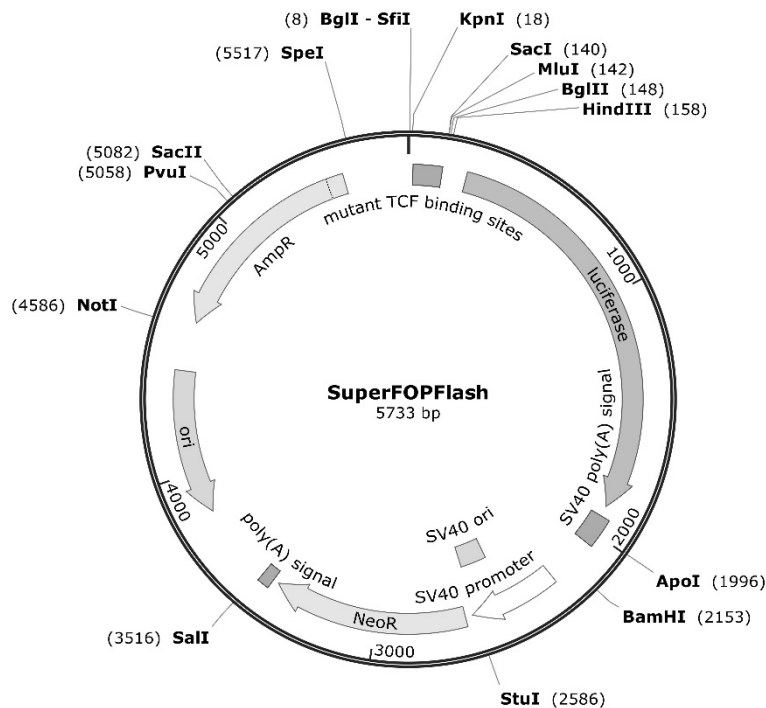 (8) BglI - SfiI
KpnI (18)
(5517) SpeI
SacI (140)
MluI (142)
BglII (148)
HindIII (158)
(5082) SacII
(5058) PvuI
mutant TCF binding sites
5000
AmpR
1000
luciferase
(4586) NotI
SuperFOPFlash
5733 bp
ori
SV40 poly(A) signal
4000
2000
SV40 ori
poly(A) signal
SV40 promoter
ApoI (1996)
BamHI (2153)
NeoR
(3516) SalI
3000
StuI (2586)